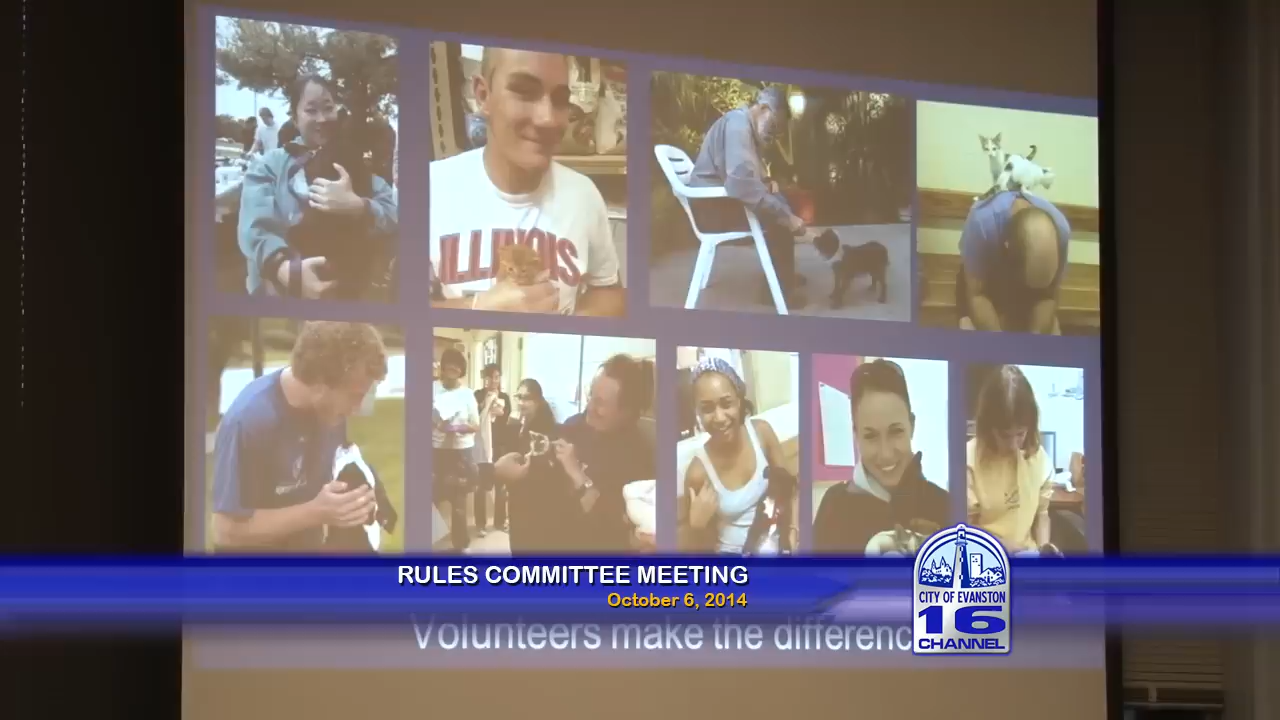 ILLINOIS
RULES COMMITTEE MEETING
October 6, 2014
CITY OF EVANSTON
16
CHANNEL
Volunteers make the differenc